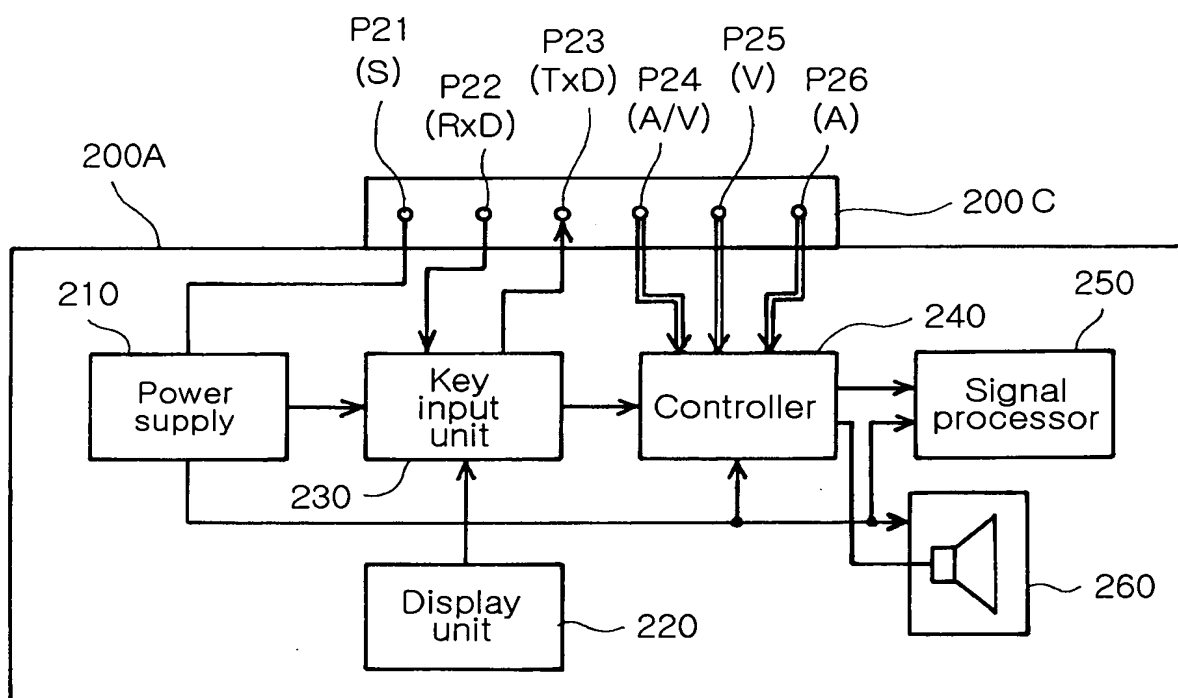 P21
(S)
P22
(RxD)
P23
(TxD)
P24
(A/V)
P25
(V)
P26
(A)
200A
200C
210
Power
supply
Key
input
unit
230
240
Controller
250
Signal
processor
Display
unit
220
260